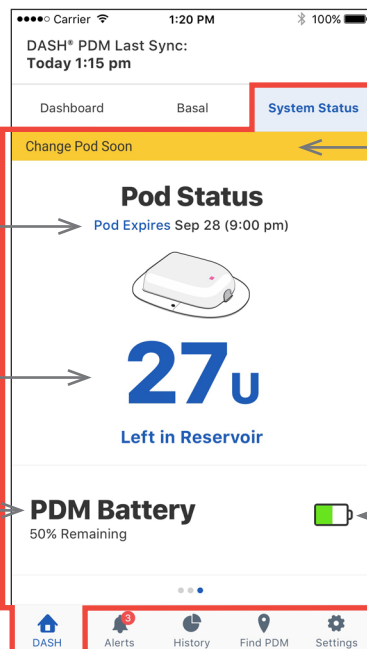 Carrier 1:20 PM 100%
DASH® PDM Last Sync:
Today 1:15 pm
Dashboard Basal System Status
Change Pod Soon
Pod Status
Pod Expires Sep 28 (9:00 pm)
27U
Left in Reservoir
PDM Battery
50% Remaining
3
DASH Alerts History Find PDM Settings